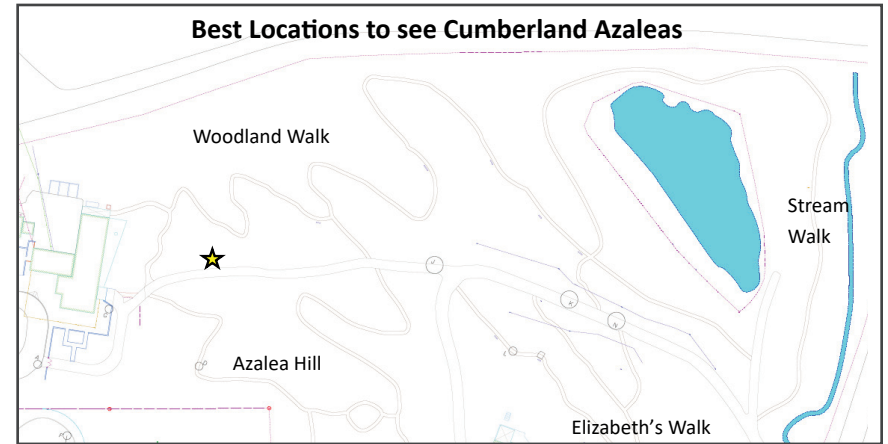 Best Locations to see Cumberland Azaleas
Woodland Walk
Stream
Walk
Azalea Hill
Elizabeth's Walk